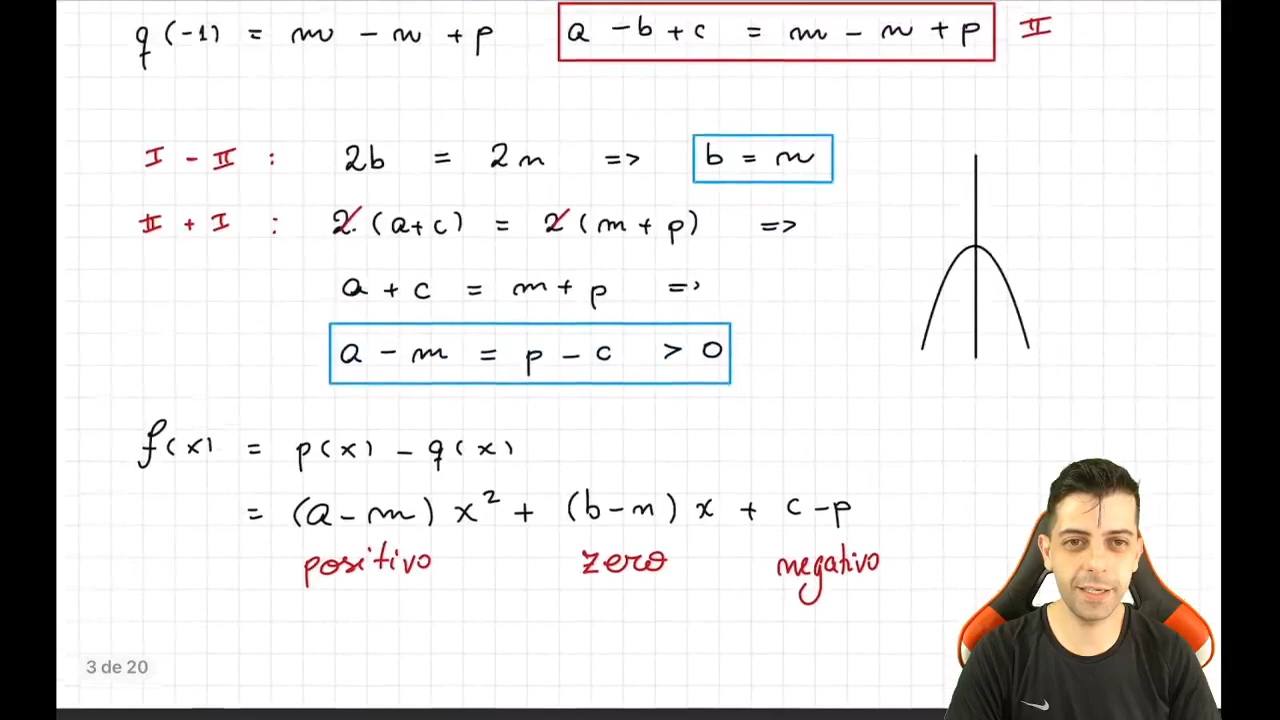 q(-1) = m - n + p   a - b + c = m - n + p   II
I - II :   2b = 2n => b = n
II + I :   2.(a+c) = 2(m + p) =>
a + c = m + p =>
a - m = p - c > 0
f(x) = p(x) - q(x)
= (a - m) x² + (b - n) x + c - p
positivo   zero   negativo
3 de 20